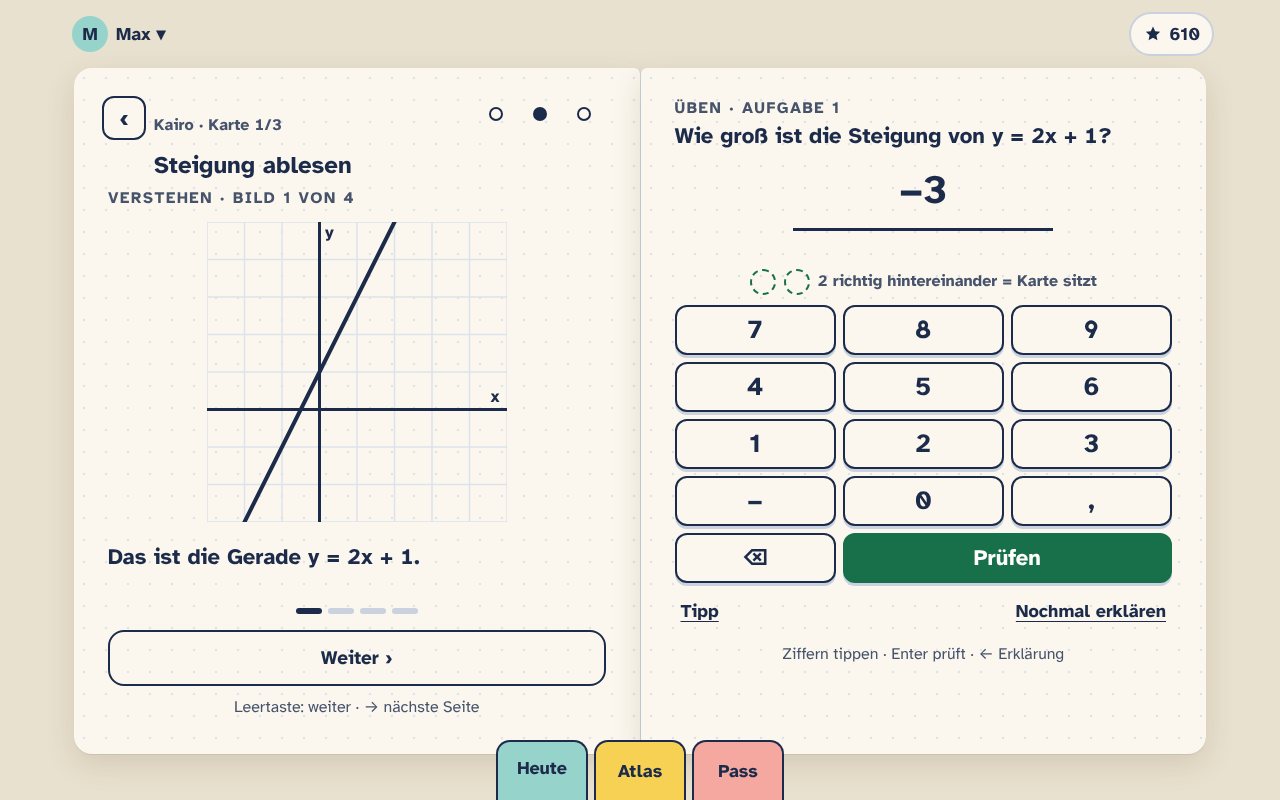 M Max ▾
★ 610
‹
Kairo · Karte 1/3
Steigung ablesen
VERSTEHEN · BILD 1 VON 4
y
x
Das ist die Gerade y = 2x + 1.
Weiter ›
Leertaste: weiter · → nächste Seite
ÜBEN · AUFGABE 1
Wie groß ist die Steigung von y = 2x + 1?
–3
2 richtig hintereinander = Karte sitzt
7 8 9
4 5 6
1 2 3
– 0 ,
⌫ Prüfen
Tipp Nochmal erklären
Ziffern tippen · Enter prüft · ← Erklärung
Heute Atlas Pass